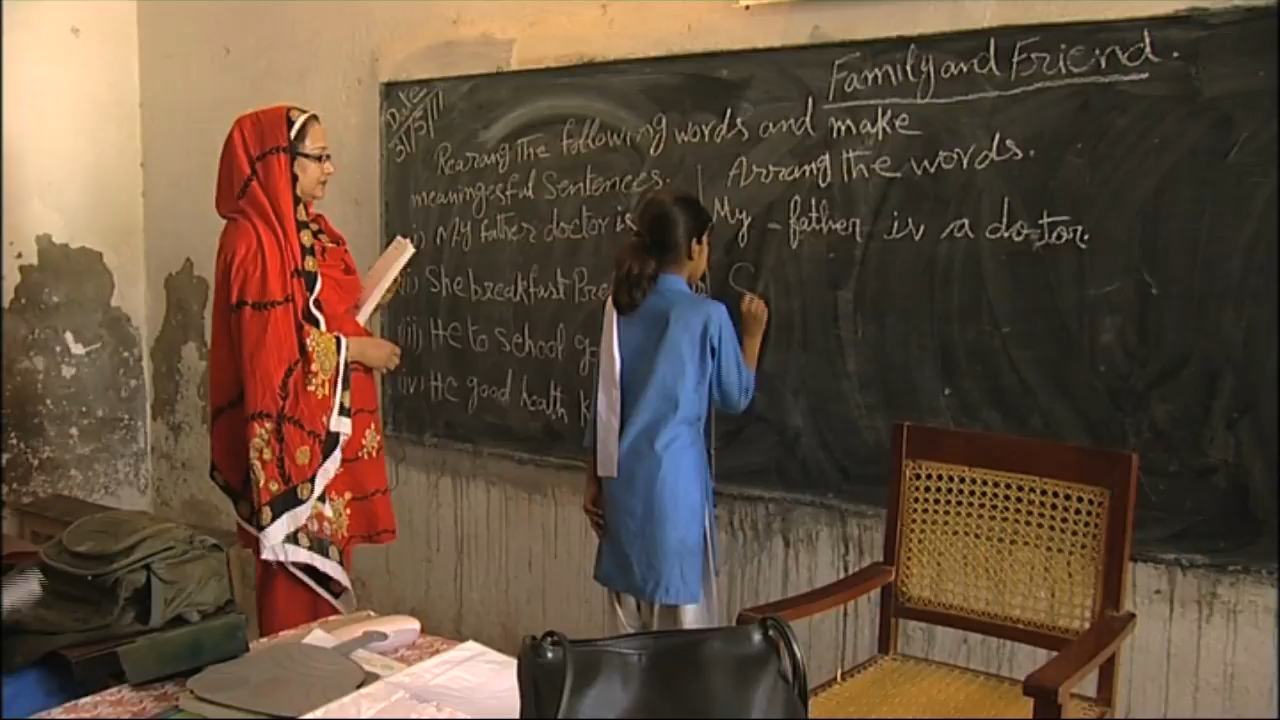 Family and Friend.
Date
31/5/11
Rearang The following words and make
meaningesful Sentences.
i) My father doctor is
ii) She breakfast
iii) He to school
iv) He good
Arrang the words.
My - father is a doctor.